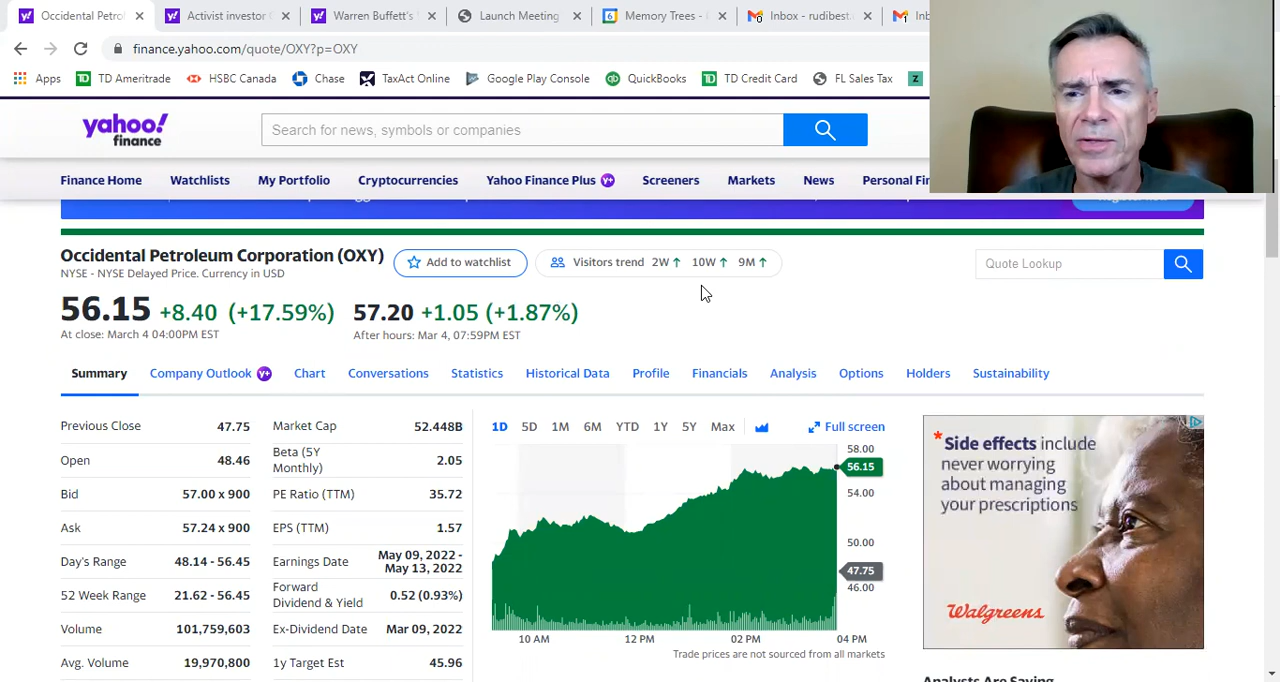 Occidental Petrol
Activist investor
Warren Buffett's
Launch Meeting
Memory Trees -
Inbox - rudibest.
Inb
finance.yahoo.com/quote/OXY?p=OXY
Apps
TD Ameritrade
HSBC Canada
Chase
TaxAct Online
Google Play Console
QuickBooks
TD Credit Card
FL Sales Tax
yahoo!
finance
Search for news, symbols or companies
Finance Home
Watchlists
My Portfolio
Cryptocurrencies
Yahoo Finance Plus Y+
Screeners
Markets
News
Personal Fin
Occidental Petroleum Corporation (OXY)
Add to watchlist
Visitors trend 2W↑ 10W↑ 9M↑
Quote Lookup
NYSE - NYSE Delayed Price. Currency in USD
56.15 +8.40 (+17.59%)
57.20 +1.05 (+1.87%)
At close: March 4 04:00PM EST
After hours: Mar 4, 07:59PM EST
Summary
Company Outlook Y+
Chart
Conversations
Statistics
Historical Data
Profile
Financials
Analysis
Options
Holders
Sustainability
Previous Close 47.75
Open 48.46
Bid 57.00 x 900
Ask 57.24 x 900
Day's Range 48.14 - 56.45
52 Week Range 21.62 - 56.45
Volume 101,759,603
Avg. Volume 19,970,800
Market Cap 52.448B
Beta (5Y
Monthly) 2.05
PE Ratio (TTM) 35.72
EPS (TTM) 1.57
Earnings Date May 09, 2022 -
May 13, 2022
Forward
Dividend & Yield 0.52 (0.93%)
Ex-Dividend Date Mar 09, 2022
1y Target Est 45.96
1D 5D 1M 6M YTD 1Y 5Y Max
Full screen
58.00
56.15
54.00
50.00
47.75
46.00
10 AM
12 PM
02 PM
04 PM
Trade prices are not sourced from all markets
*Side effects include
never worrying
about managing
your prescriptions
Walgreens